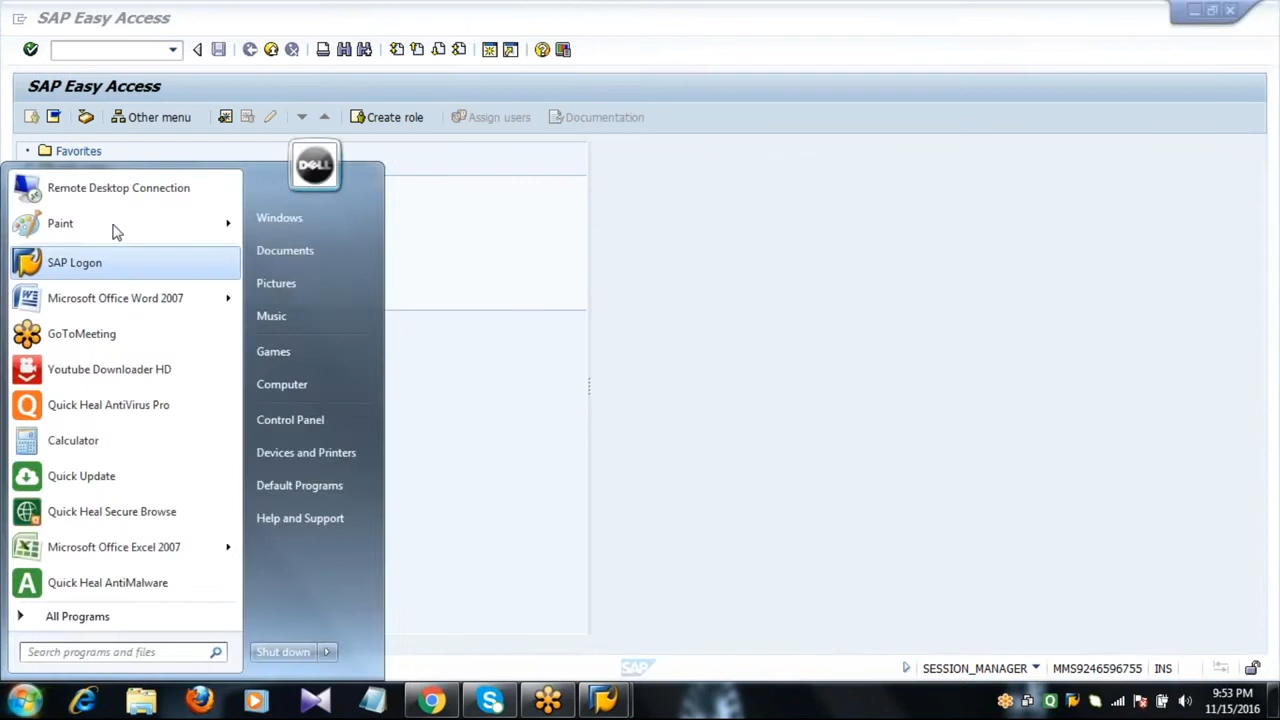 SAP Easy Access
SAP Easy Access
Other menu
Create role
Assign users
Documentation
Favorites
DELL
Remote Desktop Connection
Paint
SAP Logon
Microsoft Office Word 2007
GoToMeeting
Youtube Downloader HD
Quick Heal AntiVirus Pro
Calculator
Quick Update
Quick Heal Secure Browse
Microsoft Office Excel 2007
Quick Heal AntiMalware
All Programs
Search programs and files
Windows
Documents
Pictures
Music
Games
Computer
Control Panel
Devices and Printers
Default Programs
Help and Support
Shut down
SAP
SESSION_MANAGER
MMS9246596755
INS
9:53 PM
11/15/2016